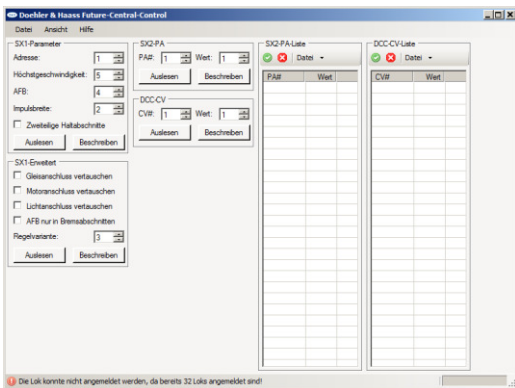 Doehler & Haass Future-Central-Control
Datei Ansicht Hilfe
SX1-Parameter
Adresse: 1
Höchstgeschwindigkeit: 5
AFB: 4
Impulsbreite: 2
Zweiteilige Haltabschnitte
Auslesen Beschreiben
SX1-Erweitert
Gleisanschluss vertauschen
Motoranschluss vertauschen
Lichtanschluss vertauschen
AFB nur in Bremsabschnitten
Regelvariante: 3
Auslesen Beschreiben
SX2-PA
PA#: 1 Wert: 1
Auslesen Beschreiben
DCC-CV
CV#: 1 Wert: 1
Auslesen Beschreiben
SX2-PA-Liste
Datei
PA# Wert
DCC-CV-Liste
Datei
CV# Wert
Die Lok konnte nicht angemeldet werden, da bereits 32 Loks angemeldet sind!